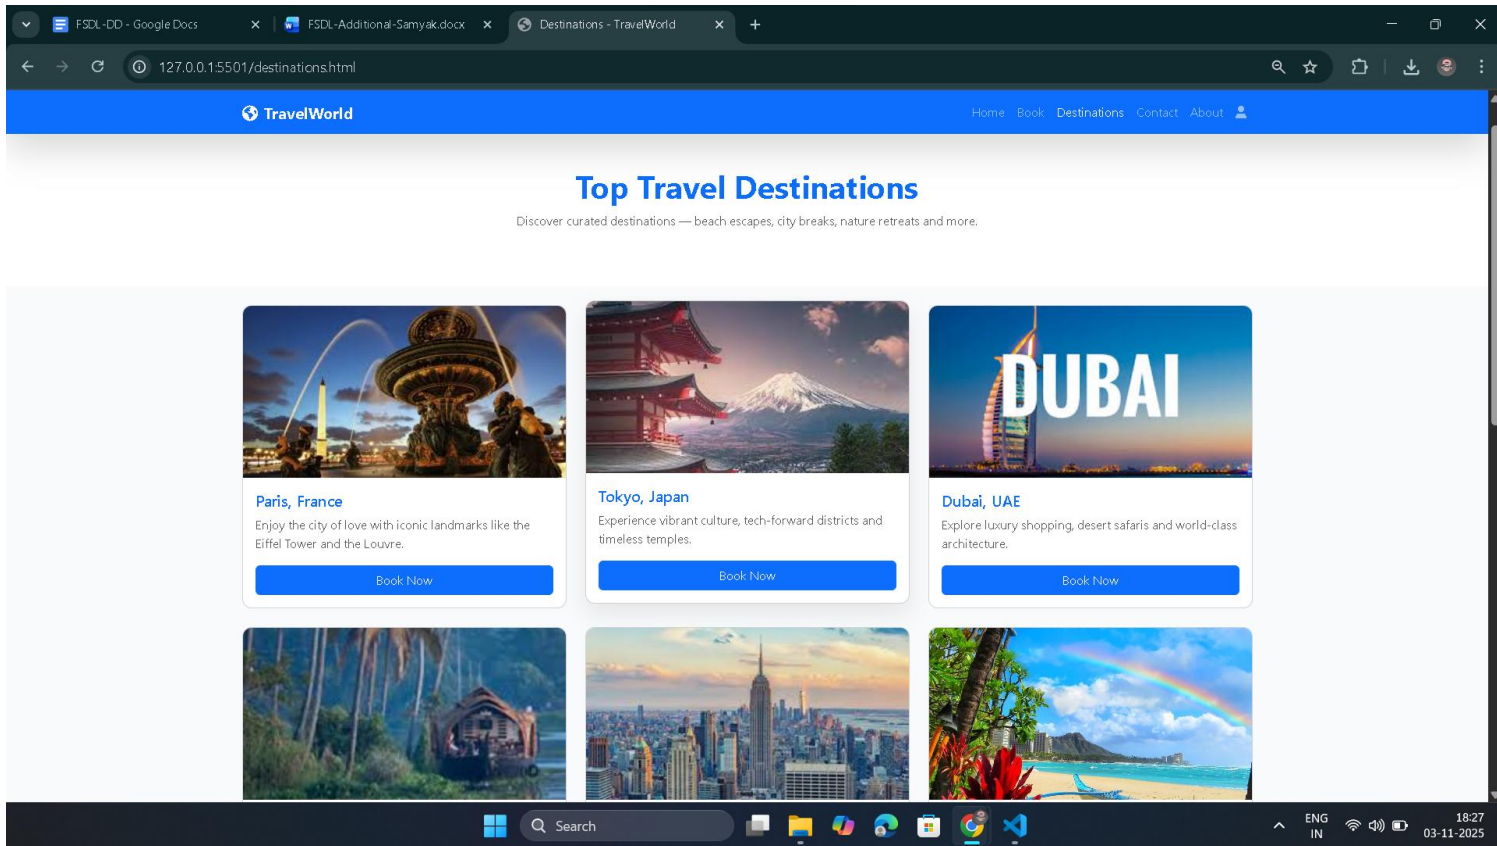 FSDL-DD - Google Docs
FSDL-Additional-Samyak.docx
Destinations - TravelWorld
127.0.0.1:5501/destinations.html
TravelWorld
Home Book Destinations Contact About
Top Travel Destinations
Discover curated destinations — beach escapes, city breaks, nature retreats and more.
DUBAI
Paris, France
Enjoy the city of love with iconic landmarks like the
Eiffel Tower and the Louvre.
Book Now
Tokyo, Japan
Experience vibrant culture, tech-forward districts and
timeless temples.
Book Now
Dubai, UAE
Explore luxury shopping, desert safaris and world-class
architecture.
Book Now
Search
ENG
IN
18:27
03-11-2025